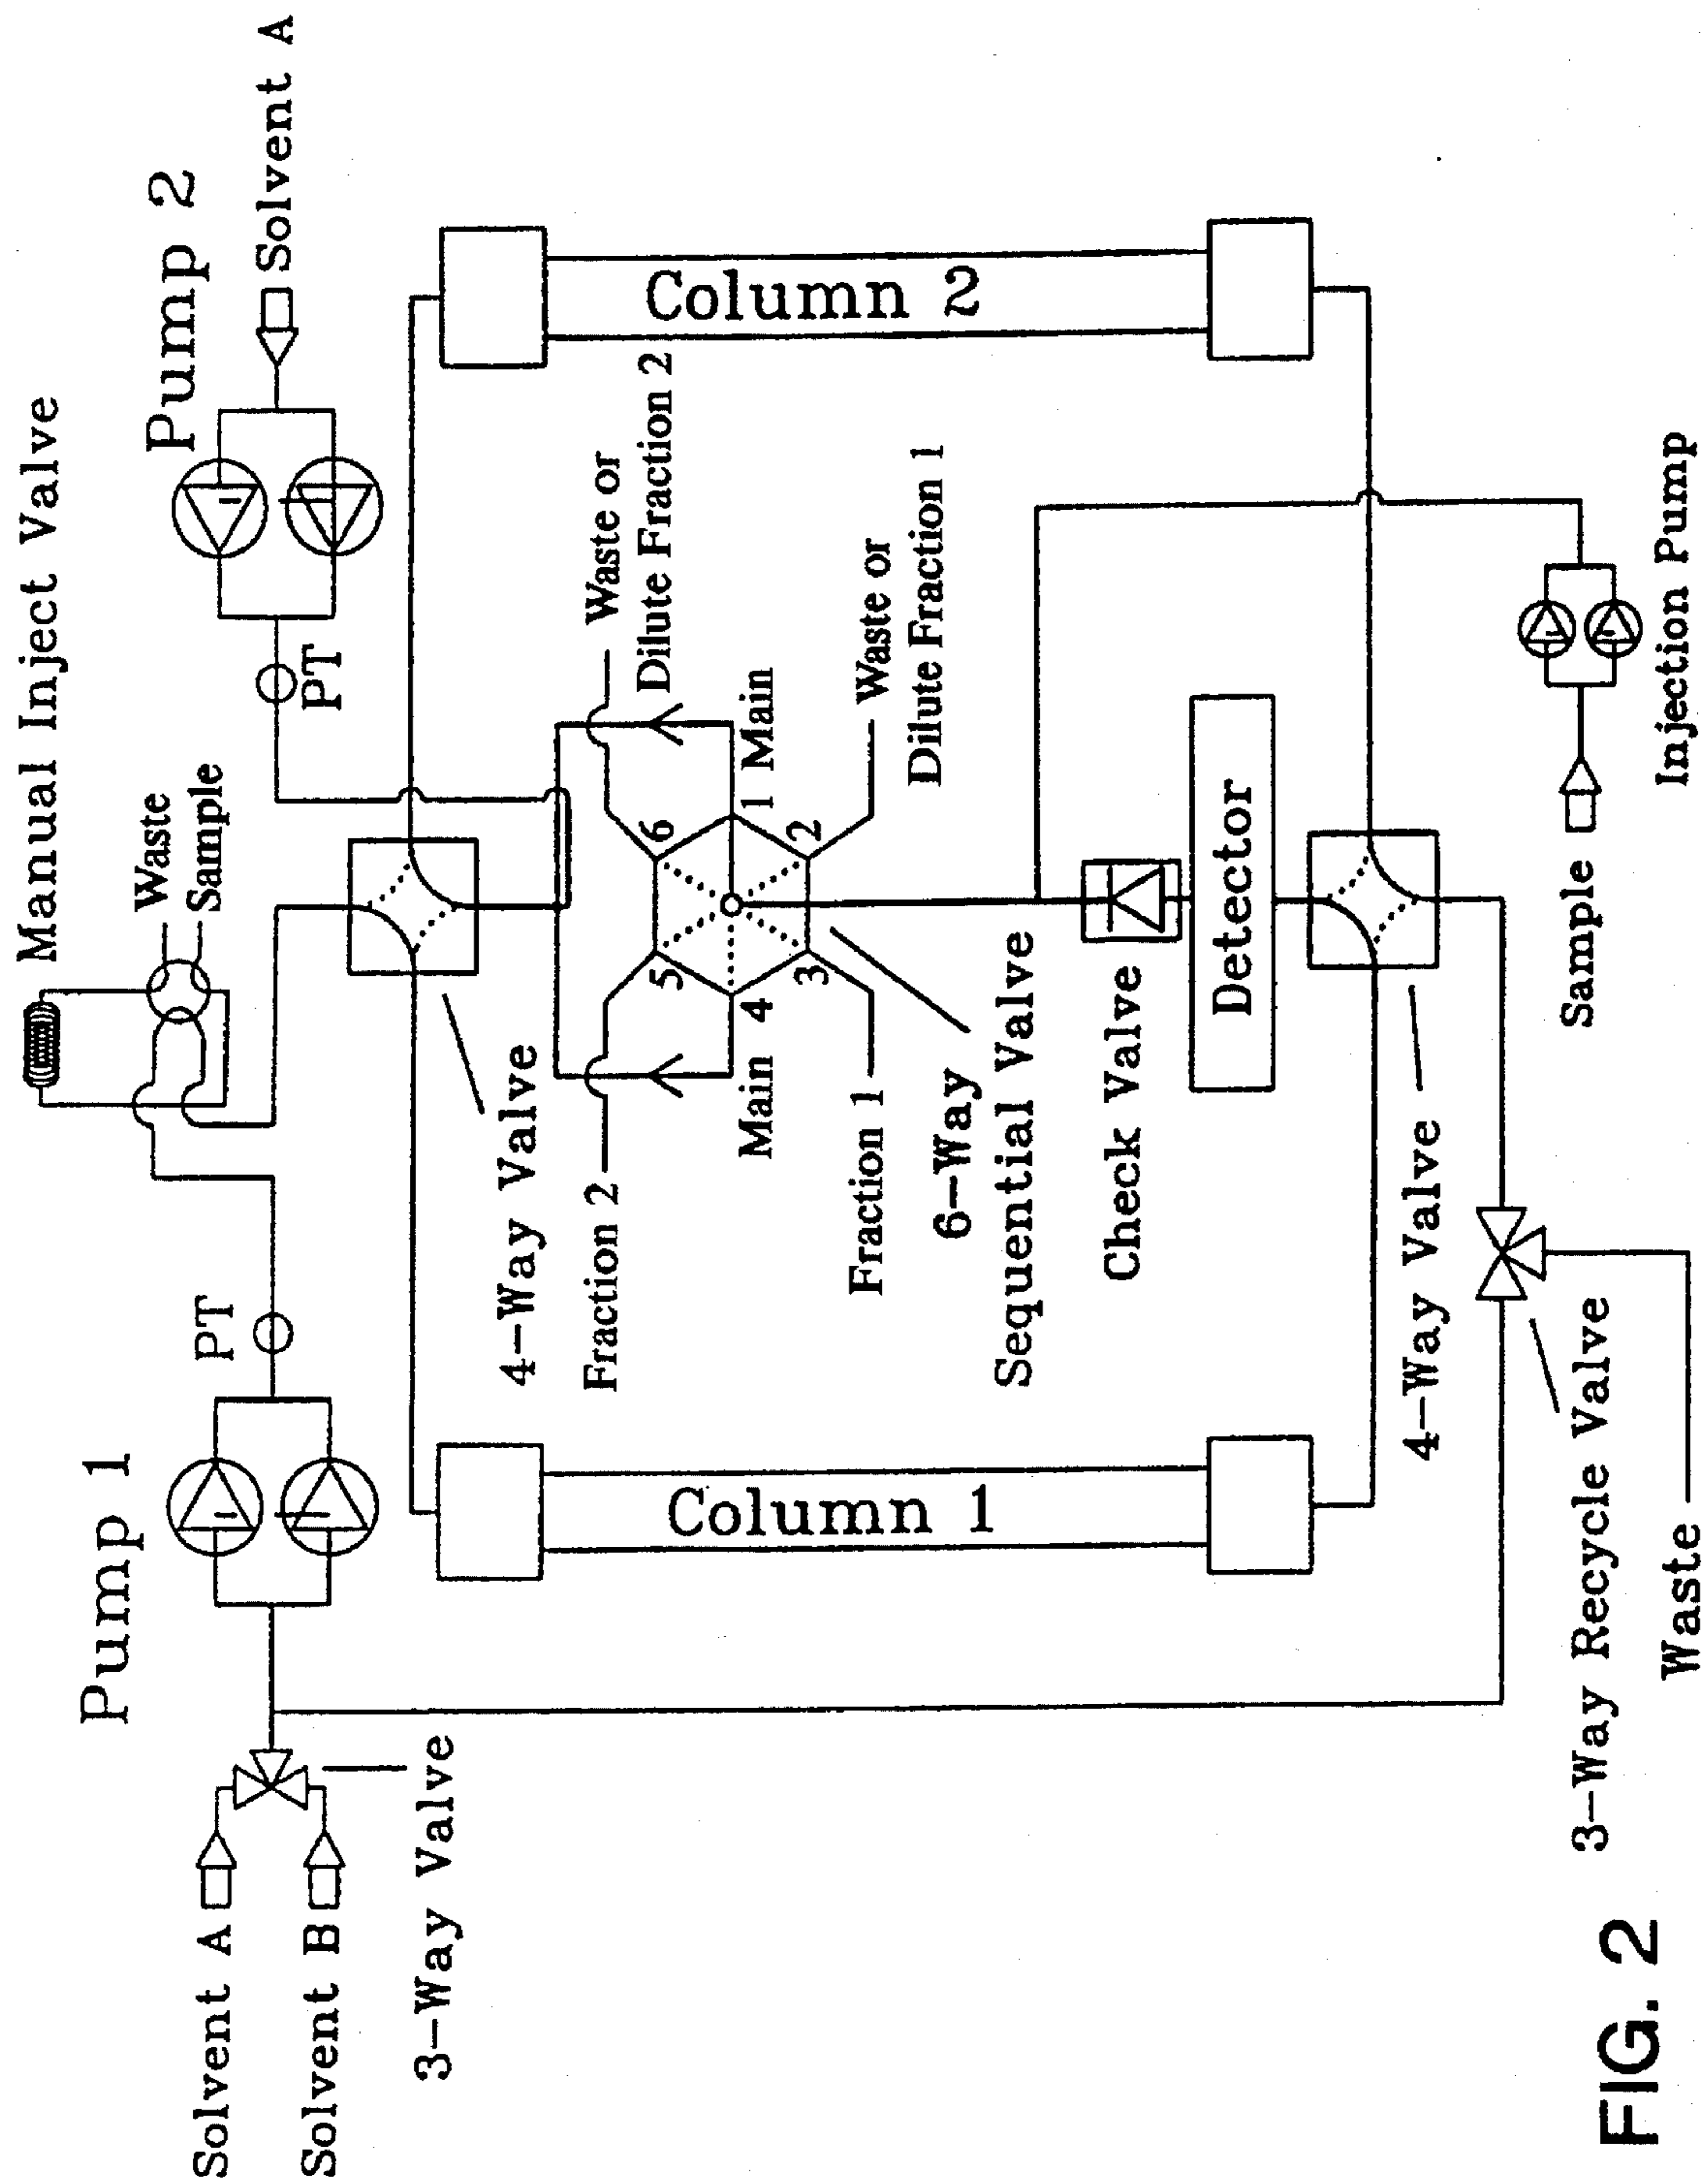 Manual Inject Valve
Pump 1
Pump 2
Waste
Sample
PT
PT
Solvent A
Solvent B
Solvent A
3-Way Valve
4-Way Valve
Waste or
Dilute Fraction 2
Fraction 2
6
5
1 Main
Main 4
2
3
Column 1
Column 2
Fraction 1
Waste or
Dilute Fraction 1
6-Way
Sequential Valve
Check Valve
Detector
4-Way Valve
Sample
Injection Pump
3-Way Recycle Valve
Waste
FIG. 2